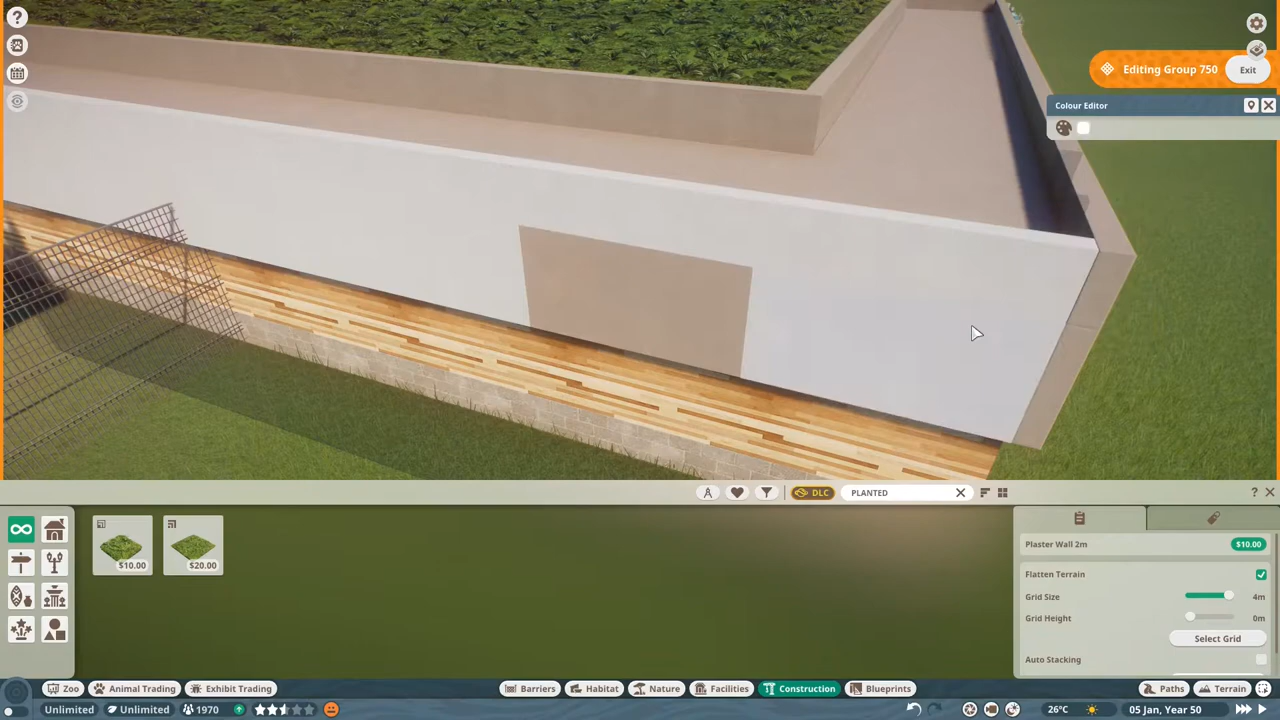 ?
Editing Group 750
Exit
Colour Editor
DLC
PLANTED
?
$10.00
$20.00
Plaster Wall 2m
$10.00
Flatten Terrain
Grid Size
4m
Grid Height
0m
Select Grid
Auto Stacking
Zoo
Animal Trading
Exhibit Trading
Barriers
Habitat
Nature
Facilities
Construction
Blueprints
Paths
Terrain
Unlimited
Unlimited
1970
26°C
05 Jan, Year 50